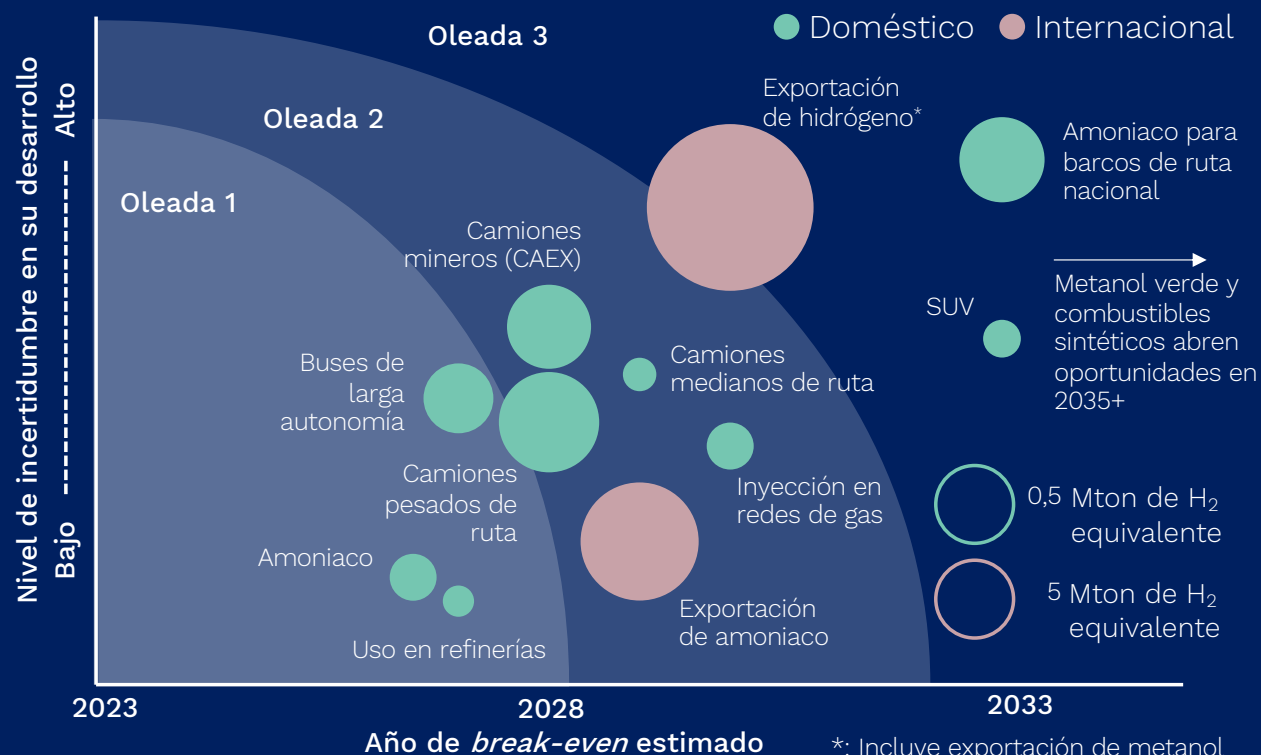 Oleada 3
Doméstico
Internacional
Oleada 2
Oleada 1
Nivel de incertidumbre en su desarrollo
Alto
Bajo
Exportación
de hidrógeno*
Amoniaco para
barcos de ruta
nacional
Camiones
mineros (CAEX)
SUV
Metanol verde y
combustibles
sintéticos abren
oportunidades en
2035+
Buses de
larga
autonomía
Camiones
medianos de ruta
Camiones
pesados de
ruta
Inyección en
redes de gas
0,5 Mton de H₂
equivalente
Amoniaco
5 Mton de H₂
equivalente
Exportación
de amoniaco
Uso en refinerías
2023
2028
2033
Año de break-even estimado
*: Incluye exportación de metanol